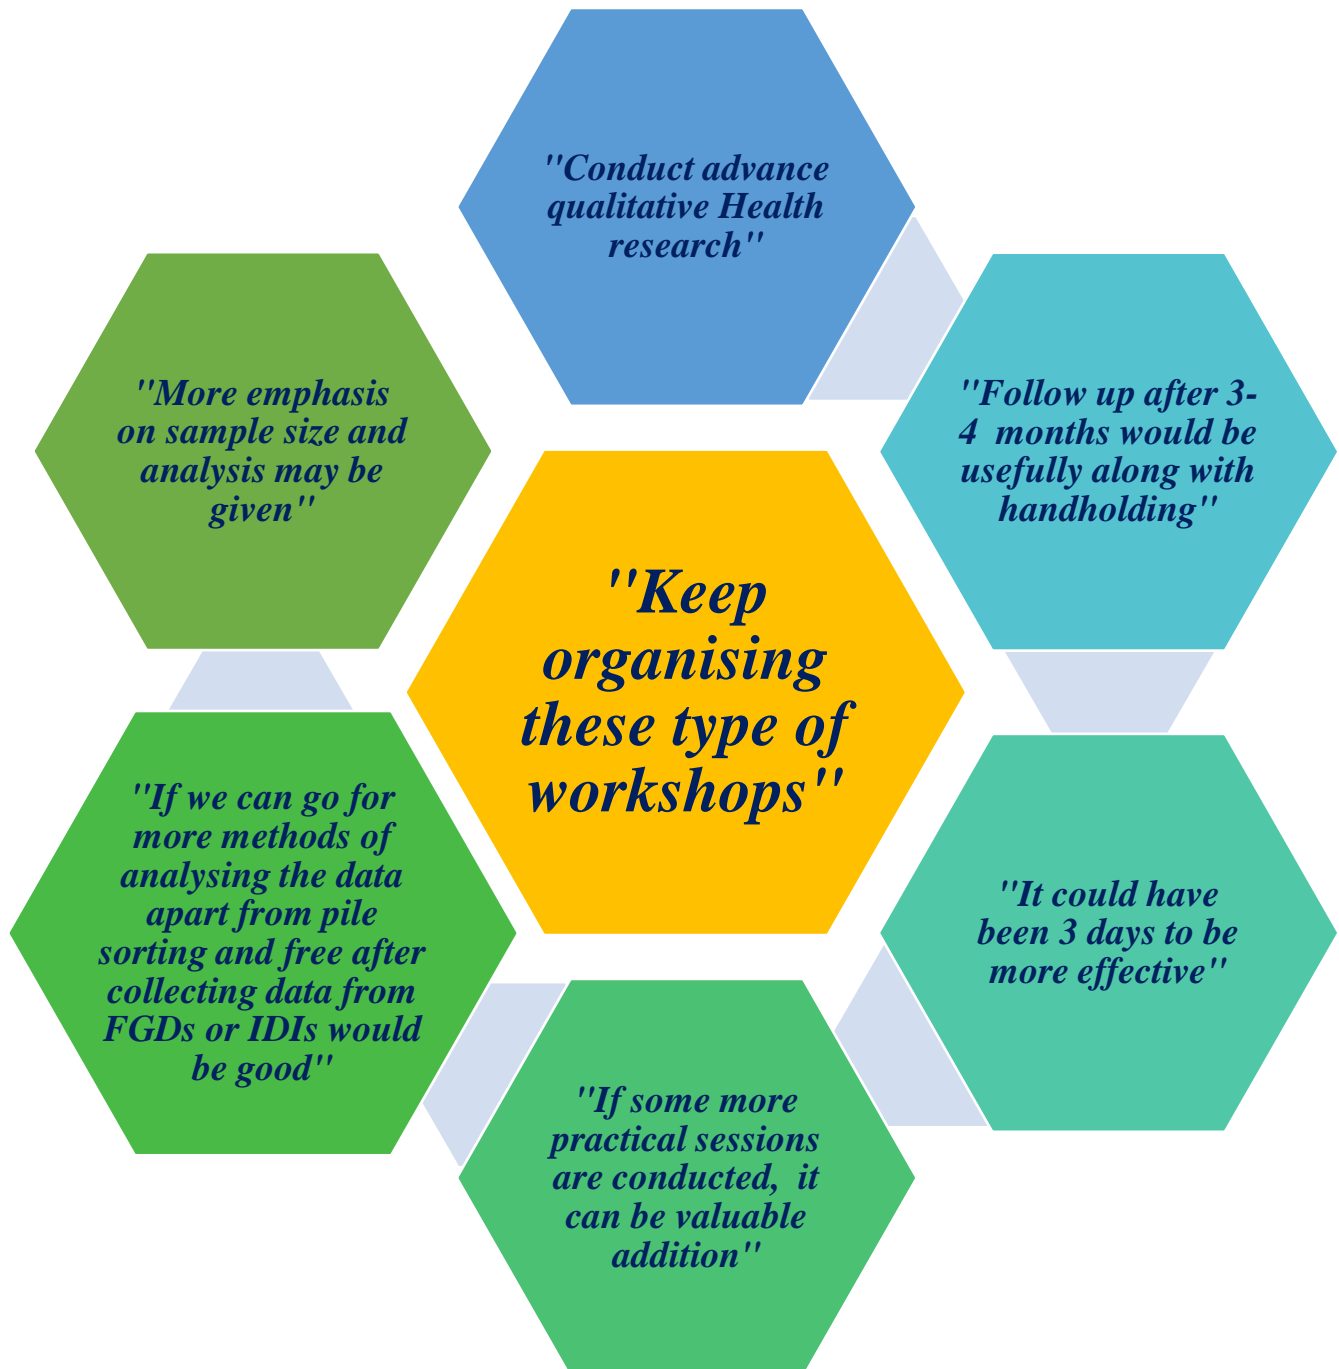 "Conduct advance
qualitative Health
research"
"Follow up after 3-
4 months would be
usefully along with
handholding"
"It could have
been 3 days to be
more effective"
"If some more
practical sessions
are conducted, it
can be valuable
addition"
"If we can go for
more methods of
analysing the data
apart from pile
sorting and free after
collecting data from
FGDs or IDIs would
be good"
"More emphasis
on sample size and
analysis may be
given"
"Keep
organising
these type of
workshops"